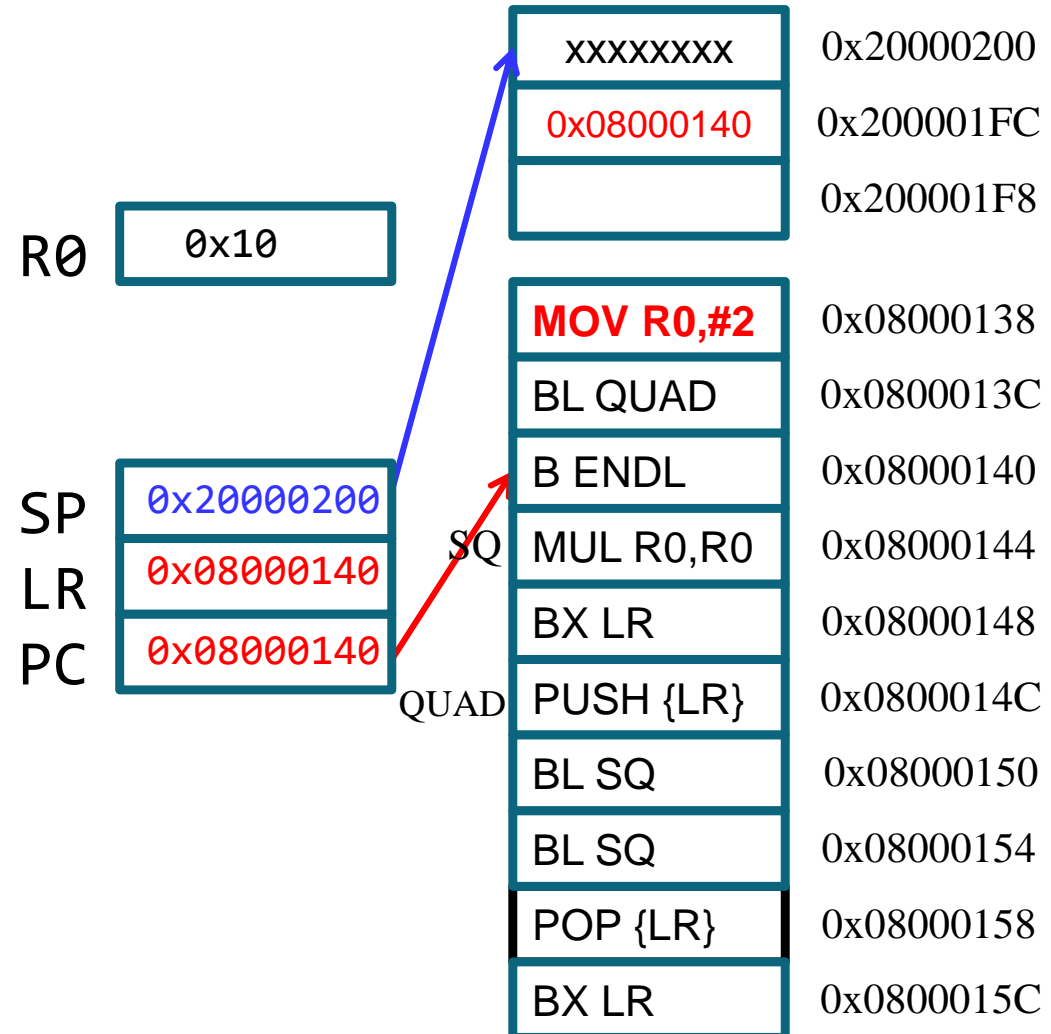 xxxxxxxx 0x20000200
0x08000140 0x200001FC
0x200001F8
R0 0x10
MOV R0,#2 0x08000138
BL QUAD 0x0800013C
B ENDL 0x08000140
SP 0x20000200
SQ MUL R0,R0 0x08000144
LR 0x08000140
BX LR 0x08000148
PC 0x08000140
QUAD PUSH {LR} 0x0800014C
BL SQ 0x08000150
BL SQ 0x08000154
POP {LR} 0x08000158
BX LR 0x0800015C